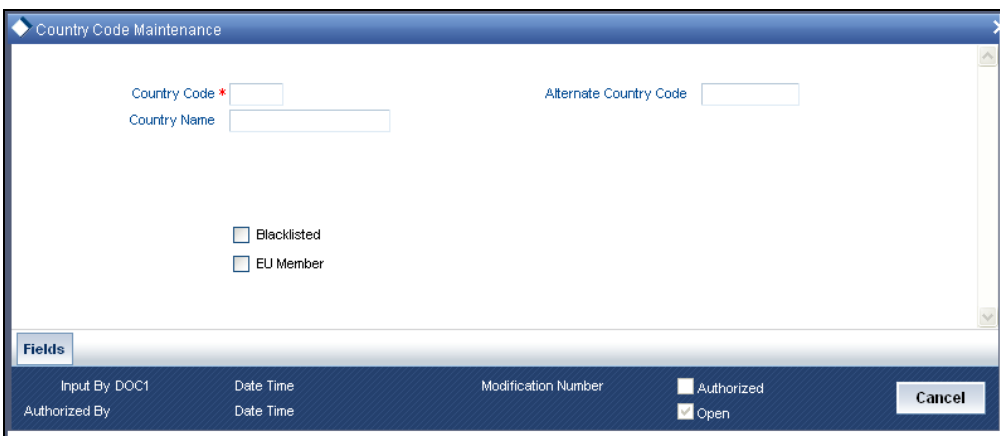 Country Code Maintenance
Country Code *
Alternate Country Code
Country Name
Blacklisted
EU Member
Fields
Input By DOC1
Date Time
Modification Number
Authorized
Authorized By
Date Time
Open
Cancel